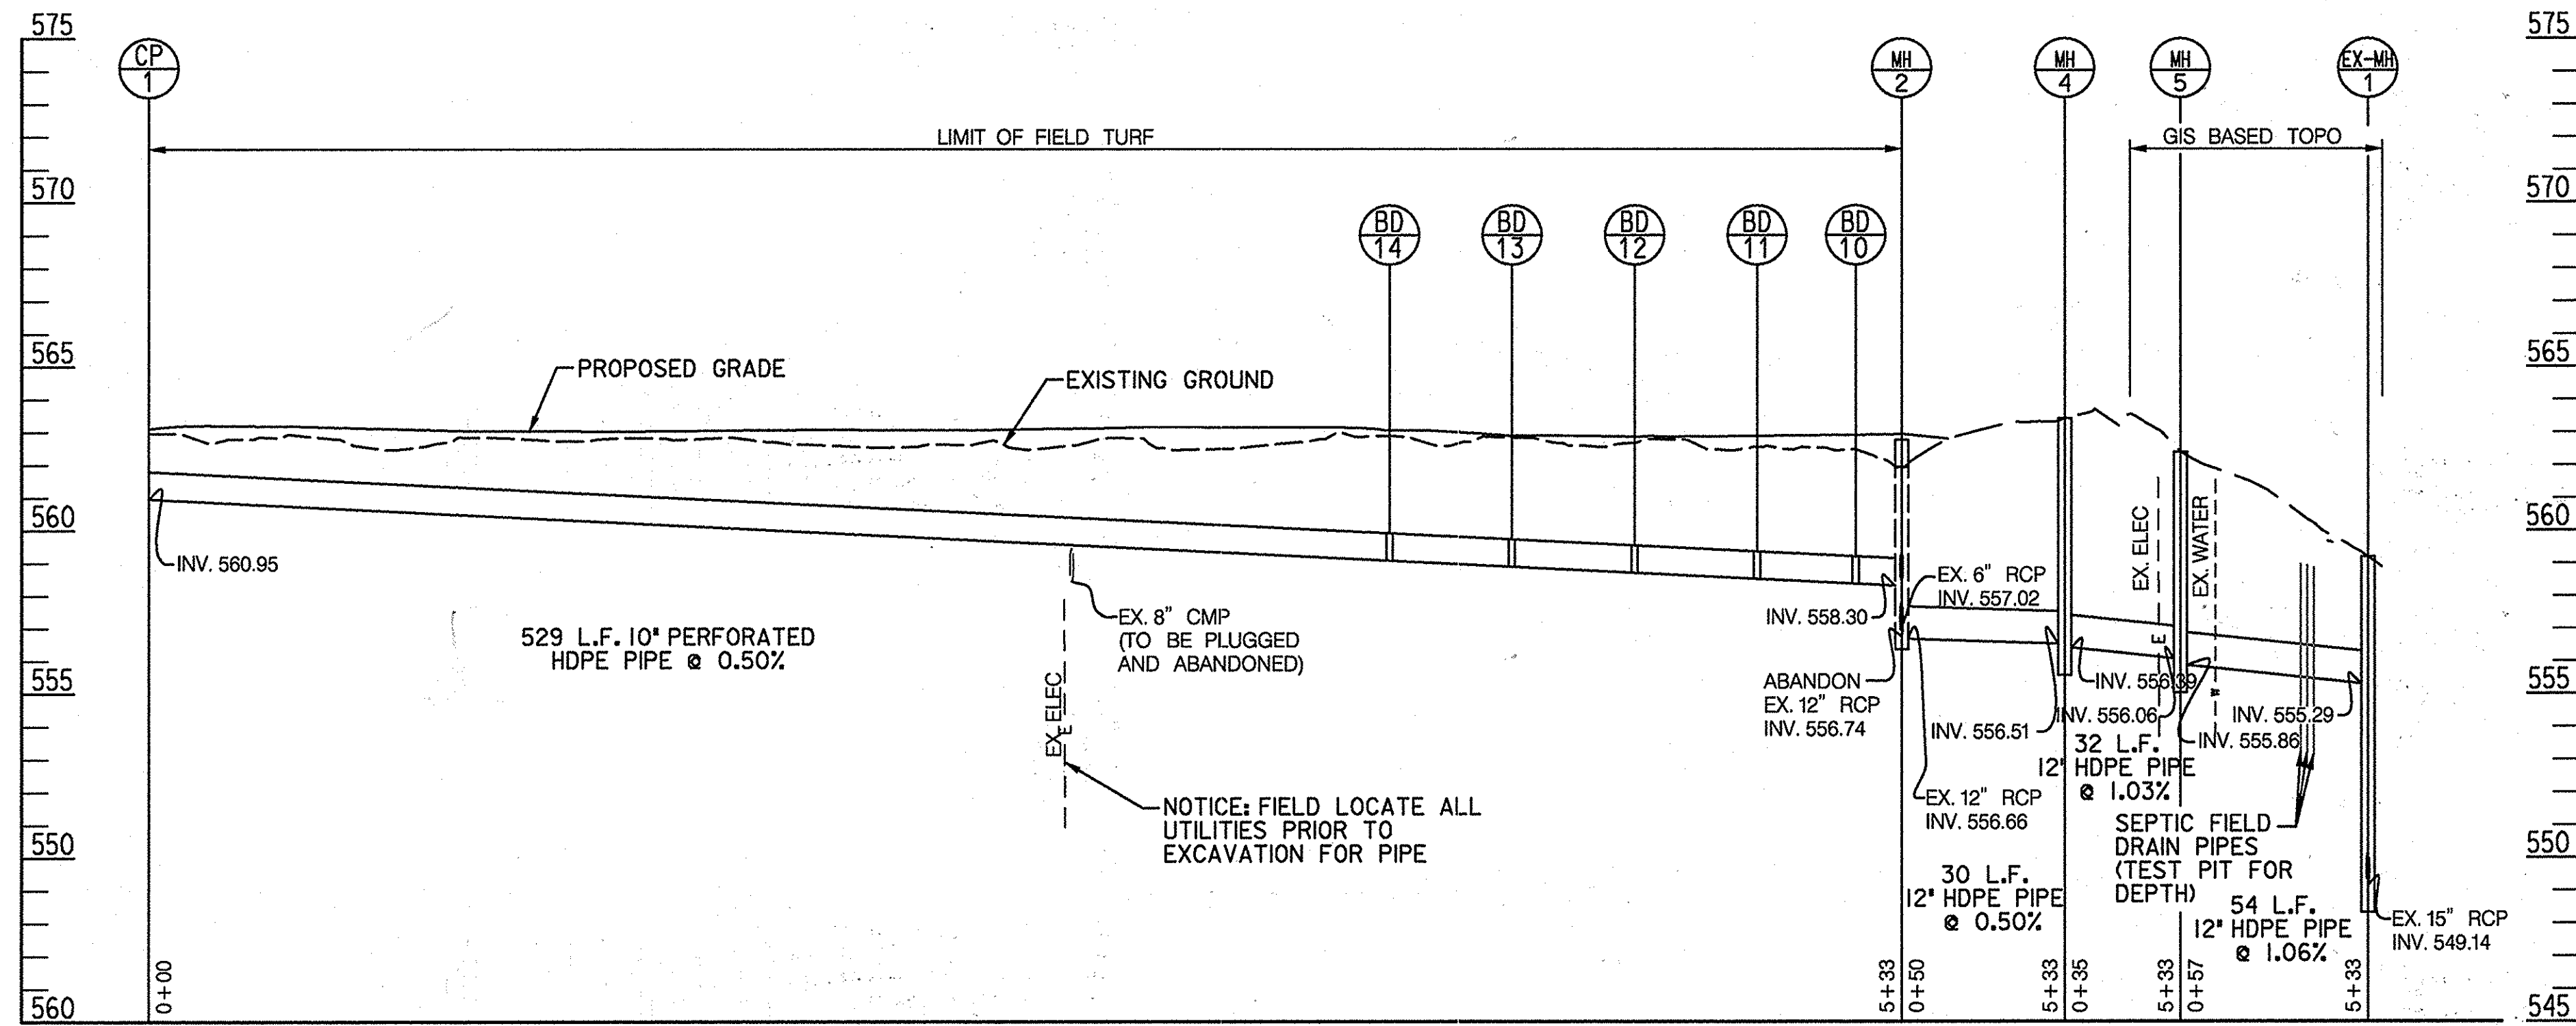 575
575
CP
1
MH
2
MH
4
MH
5
EX-MH
1
LIMIT OF FIELD TURF
GIS BASED TOPO
570
570
BD
14
BD
13
BD
12
BD
11
BD
10
565
565
PROPOSED GRADE
EXISTING GROUND
560
560
INV. 560.95
EX. 8" CMP
(TO BE PLUGGED
AND ABANDONED)
529 L.F. 10" PERFORATED
HDPE PIPE @ 0.50%
EX. ELEC
E
NOTICE: FIELD LOCATE ALL
UTILITIES PRIOR TO
EXCAVATION FOR PIPE
INV. 558.30
EX. 6" RCP
INV. 557.02
ABANDON
EX. 12" RCP
INV. 556.74
EX. 12" RCP
INV. 556.66
INV. 556.51
INV. 556.39
INV. 556.06
EX. ELEC
E
EX. WATER
W
INV. 555.86
INV. 555.29
555
555
30 L.F.
12" HDPE PIPE
@ 0.50%
32 L.F.
12" HDPE PIPE
@ 1.03%
SEPTIC FIELD
DRAIN PIPES
(TEST PIT FOR
DEPTH)
54 L.F.
12" HDPE PIPE
@ 1.06%
EX. 15" RCP
INV. 549.14
550
550
560
0+00
5+33
0+50
5+33
0+35
5+33
0+57
5+33
545